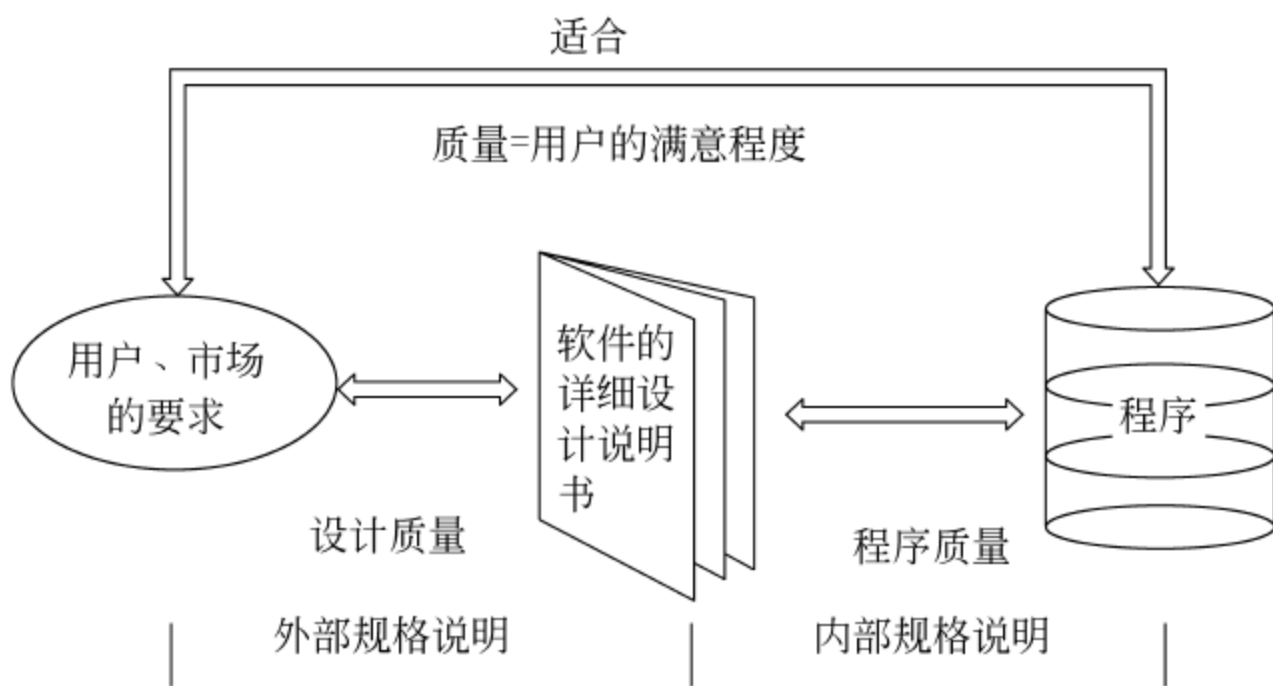 适合
质量=用户的满意程度
用户、市场
的要求
软件的
详细设
计说明
书
程序
设计质量
程序质量
外部规格说明
内部规格说明